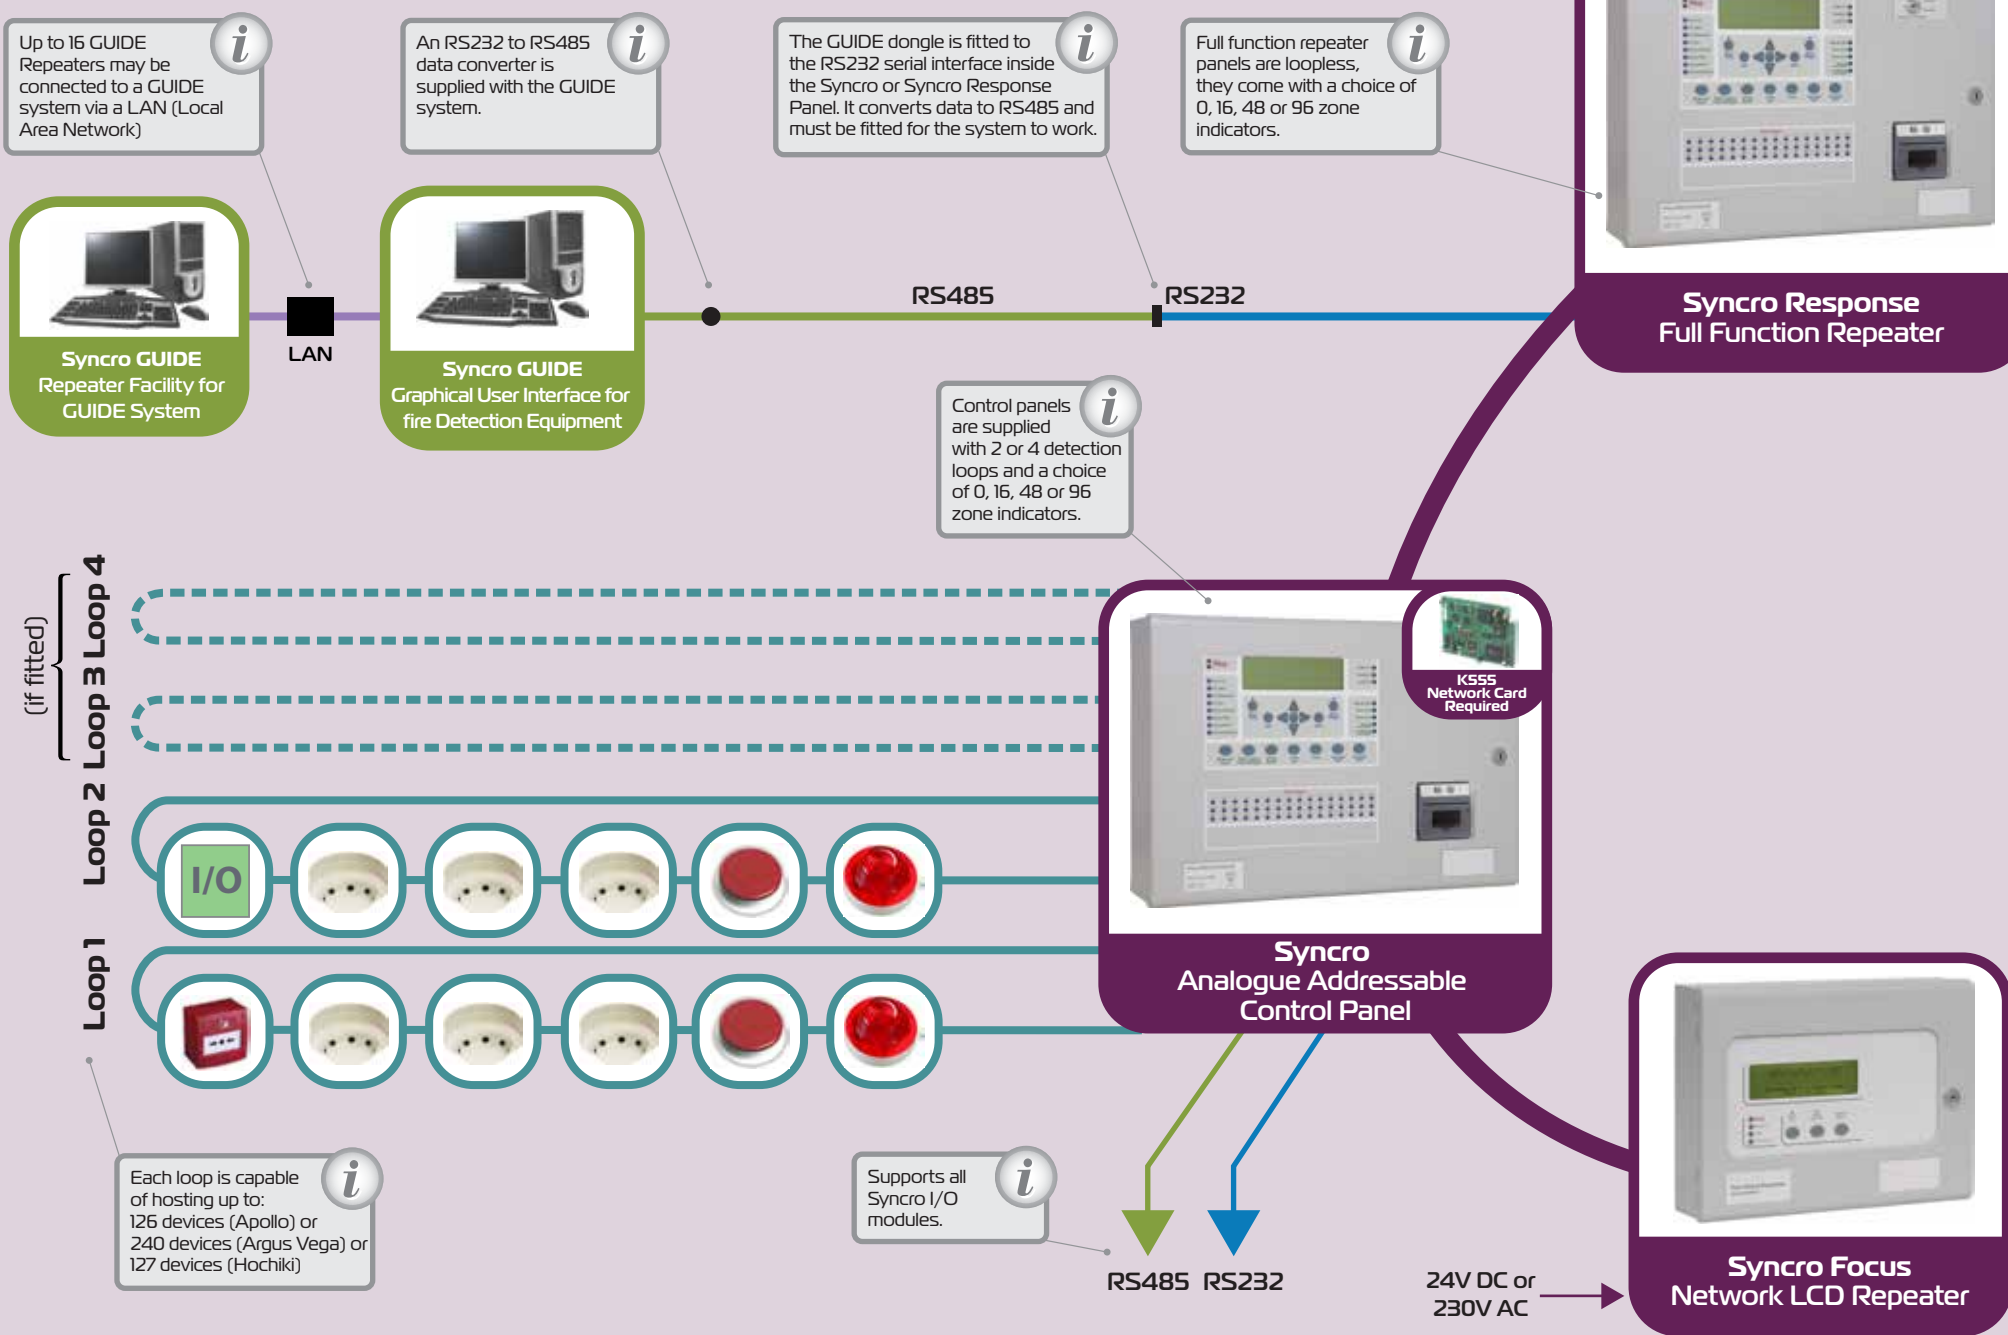 Up to 16 GUIDE
Repeaters may be
connected to a GUIDE
system via a LAN (Local
Area Network)
An RS232 to RS485
data converter is
supplied with the GUIDE
system.
The GUIDE dongle is fitted to
the RS232 serial interface inside
the Syncro or Syncro Response
Panel. It converts data to RS485 and
must be fitted for the system to work.
Full function repeater
panels are loopless,
they come with a choice of
0, 16, 48 or 96 zone
indicators.
i
i
i
i
Syncro GUIDE
Repeater Facility for
GUIDE System
LAN
Syncro GUIDE
Graphical User Interface for
fire Detection Equipment
RS485
RS232
Syncro Response
Full Function Repeater
Control panels
are supplied
with 2 or 4 detection
loops and a choice
of 0, 16, 48 or 96
zone indicators.
i
(if fitted)
Loop 4
Loop 3
Loop 2
Loop 1
I/O
K555
Network Card
Required
Syncro
Analogue Addressable
Control Panel
Each loop is capable
of hosting up to:
126 devices (Apollo) or
240 devices (Argus Vega) or
127 devices (Hochiki)
i
Supports all
Syncro I/O
modules.
i
RS485
RS232
24V DC or
230V AC
Syncro Focus
Network LCD Repeater